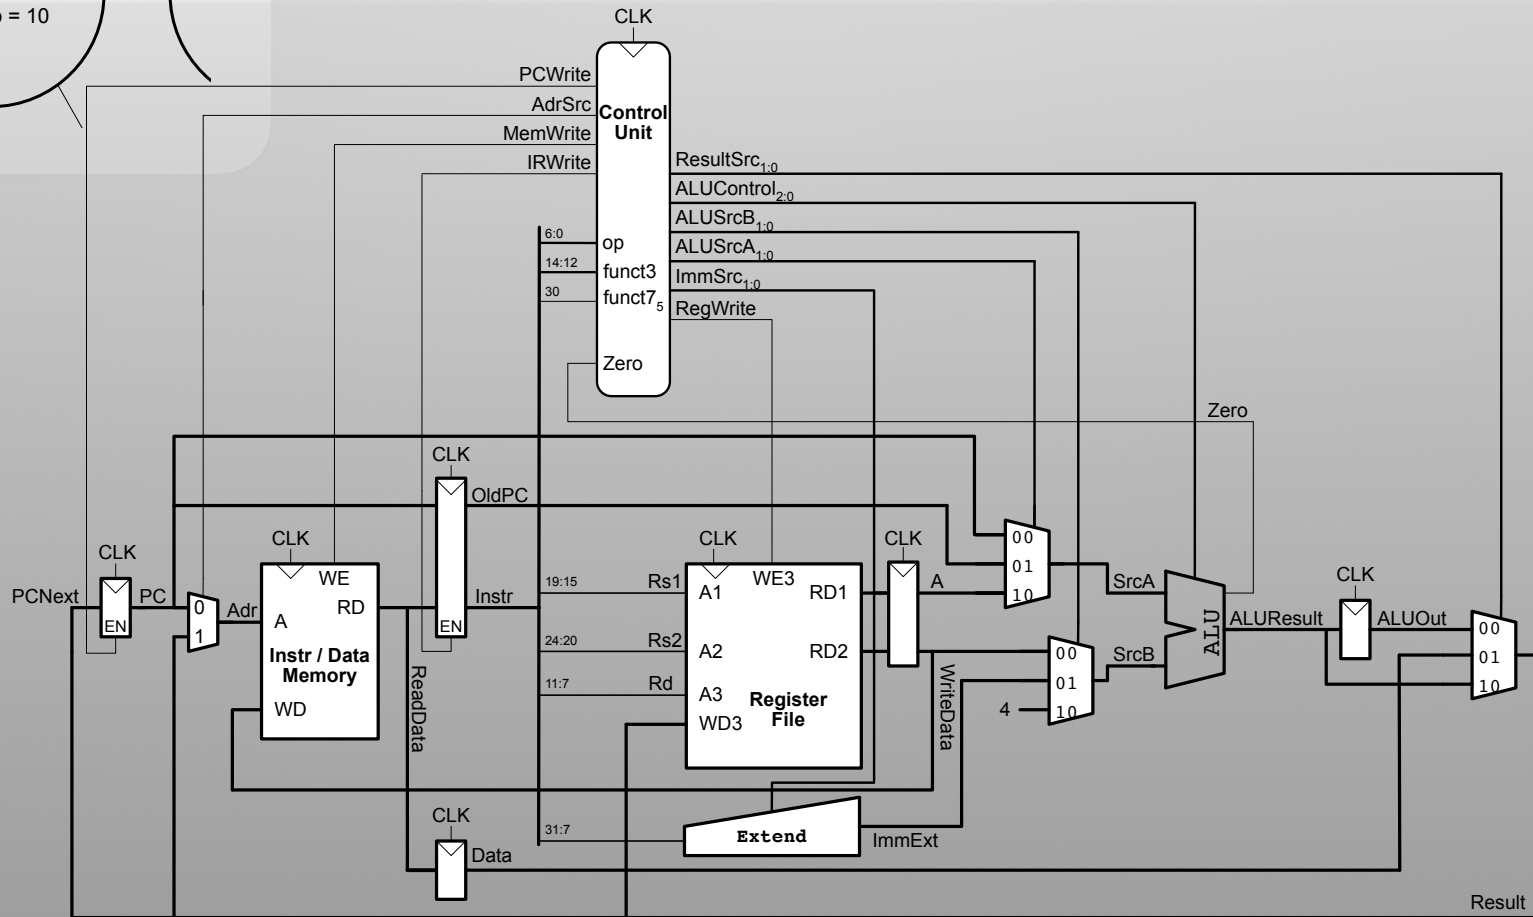 = 10
CLK
PCWrite
AdrSrc
MemWrite
IRWrite
Control
Unit
ResultSrc1:0
ALUControl2:0
ALUSrcB1:0
ALUSrcA1:0
ImmSrc1:0
RegWrite
6:0
op
14:12
funct3
30
funct75
Zero
Zero
CLK
OldPC
CLK
CLK
CLK
CLK
PCNext
PC
EN
0
1
Adr
WE
RD
A
Instr / Data
Memory
WD
EN
Instr
ReadData
19:15
Rs1
24:20
Rs2
11:7
Rd
A1
A2
A3
WD3
WE3
RD1
RD2
Register
File
A
WriteData
00
01
10
SrcA
00
01
10
4
SrcB
ALU
ALUResult
CLK
ALUOut
00
01
10
CLK
Data
31:7
Extend
ImmExt
Result